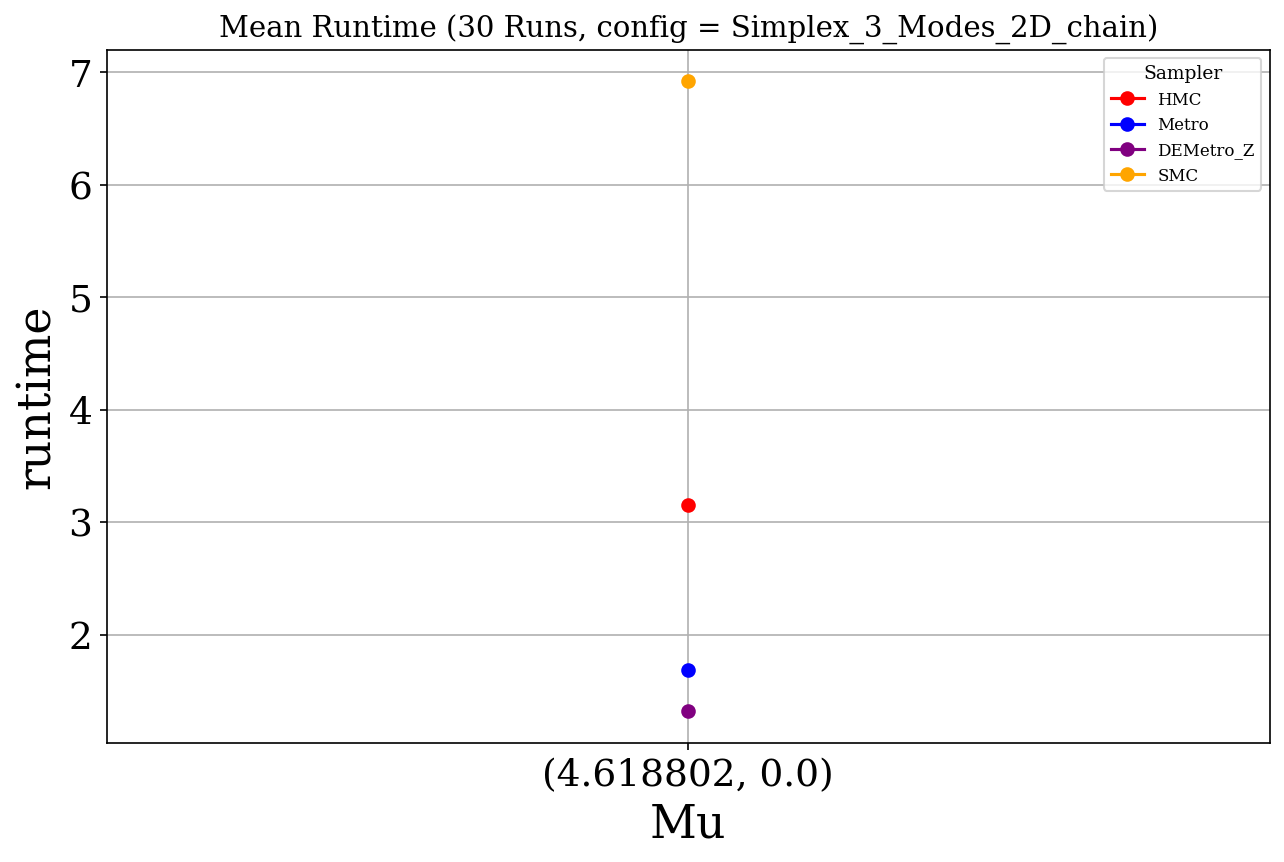 Mean Runtime (30 Runs, config = Simplex_3_Modes_2D_chain)
7
6
5
4
3
2
runtime
Sampler
HMC
Metro
DEMetro_Z
SMC
(4.618802, 0.0)
Mu